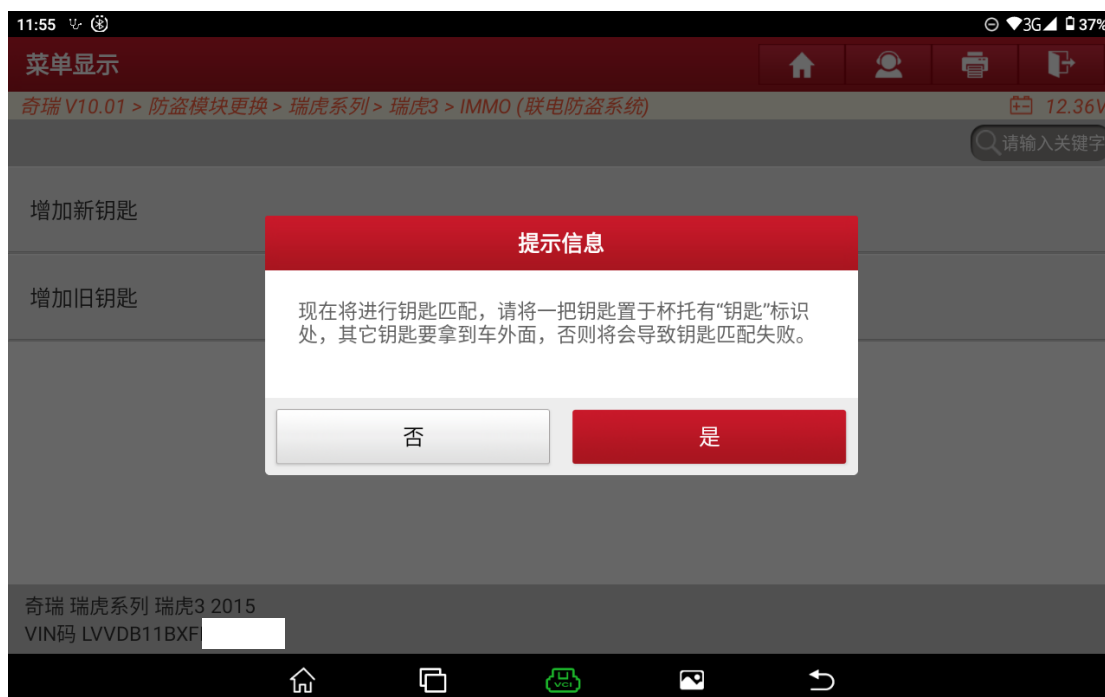 11:55
3G 37%
菜单显示
奇瑞 V10.01 > 防盗模块更换 > 瑞虎系列 > 瑞虎3 > IMMO (联电防盗系统)
12.36V
请输入关键字
增加新钥匙
增加旧钥匙
提示信息
现在将进行钥匙匹配，请将一把钥匙置于杯托有“钥匙”标识
处，其它钥匙要拿到车外面，否则将会导致钥匙匹配失败。
否
是
奇瑞 瑞虎系列 瑞虎3 2015
VIN码 LVVDB11BXF
VCI